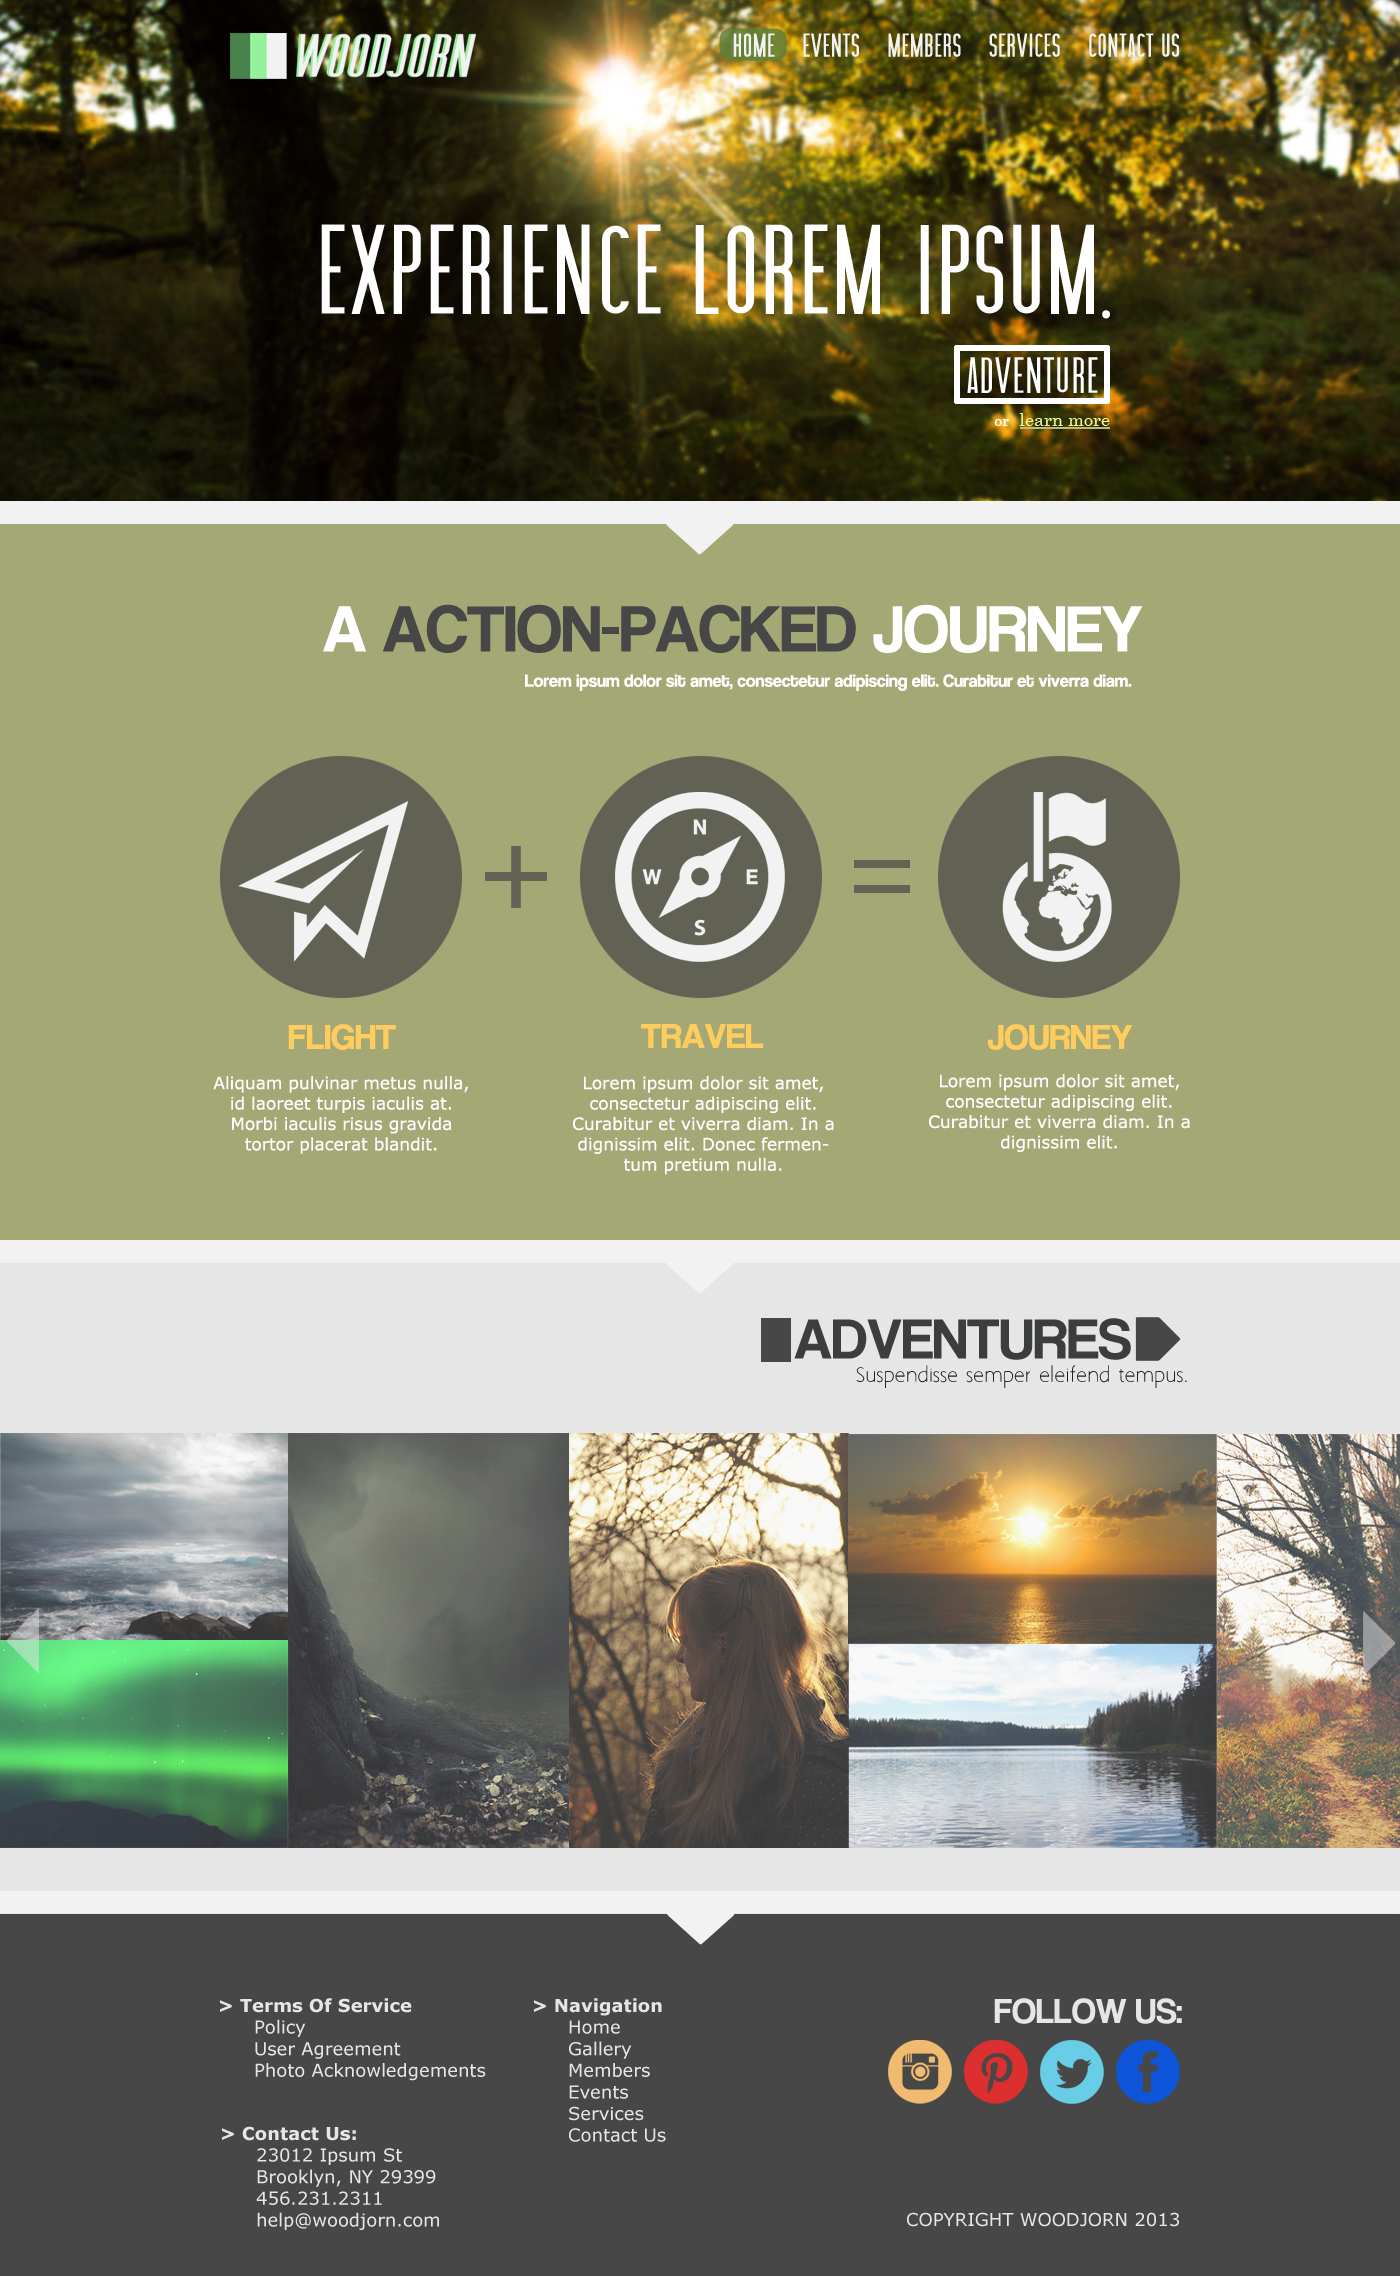 WOODJORN
HOME EVENTS MEMBERS SERVICES CONTACT US
EXPERIENCE LOREM IPSUM.
ADVENTURE
or learn more
A ACTION-PACKED JOURNEY
Lorem ipsum dolor sit amet, consectetur adipiscing elit. Curabitur et viverra diam.
N
W E
S
FLIGHT
Aliquam pulvinar metus nulla,
id laoreet turpis iaculis at.
Morbi iaculis risus gravida
tortor placerat blandit.
TRAVEL
Lorem ipsum dolor sit amet,
consectetur adipiscing elit.
Curabitur et viverra diam. In a
dignissim elit. Donec fermen-
tum pretium nulla.
JOURNEY
Lorem ipsum dolor sit amet,
consectetur adipiscing elit.
Curabitur et viverra diam. In a
dignissim elit.
ADVENTURES
Suspendisse semper eleifend tempus.
> Terms Of Service
Policy
User Agreement
Photo Acknowledgements
> Contact Us:
23012 Ipsum St
Brooklyn, NY 29399
456.231.2311
help@woodjorn.com
> Navigation
Home
Gallery
Members
Events
Services
Contact Us
FOLLOW US:
COPYRIGHT WOODJORN 2013